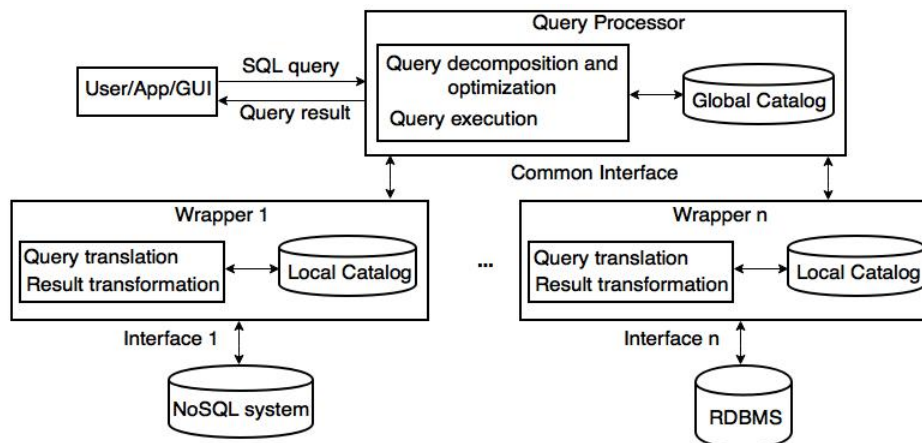 Query Processor
SQL query
User/App/GUI
Query result
Query decomposition and
optimization
Query execution
Global Catalog
Common Interface
Wrapper 1
Query translation
Result transformation
Local Catalog
...
Wrapper n
Query translation
Result transformation
Local Catalog
Interface 1
Interface n
NoSQL system
RDBMS